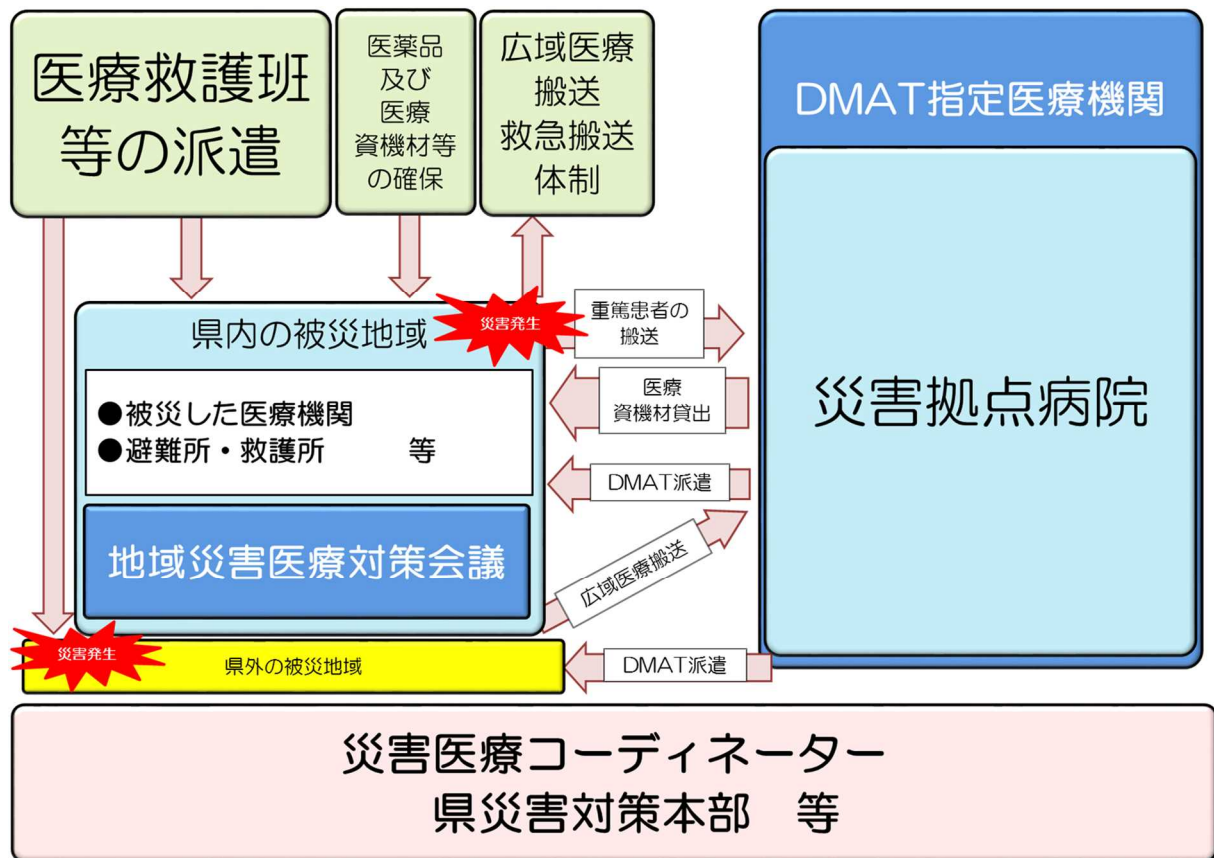 医療救護班
等の派遣
医薬品
及び
医療
資機材等
の確保
広域医療
搬送
救急搬送
体制
DMAT指定医療機関
災害拠点病院
県内の被災地域
災害発生
●被災した医療機関
●避難所・救護所　　　等
地域災害医療対策会議
重篤患者の
搬送
医療
資機材貸出
DMAT派遣
広域医療搬送
災害発生
県外の被災地域
DMAT派遣
災害医療コーディネーター
県災害対策本部　等